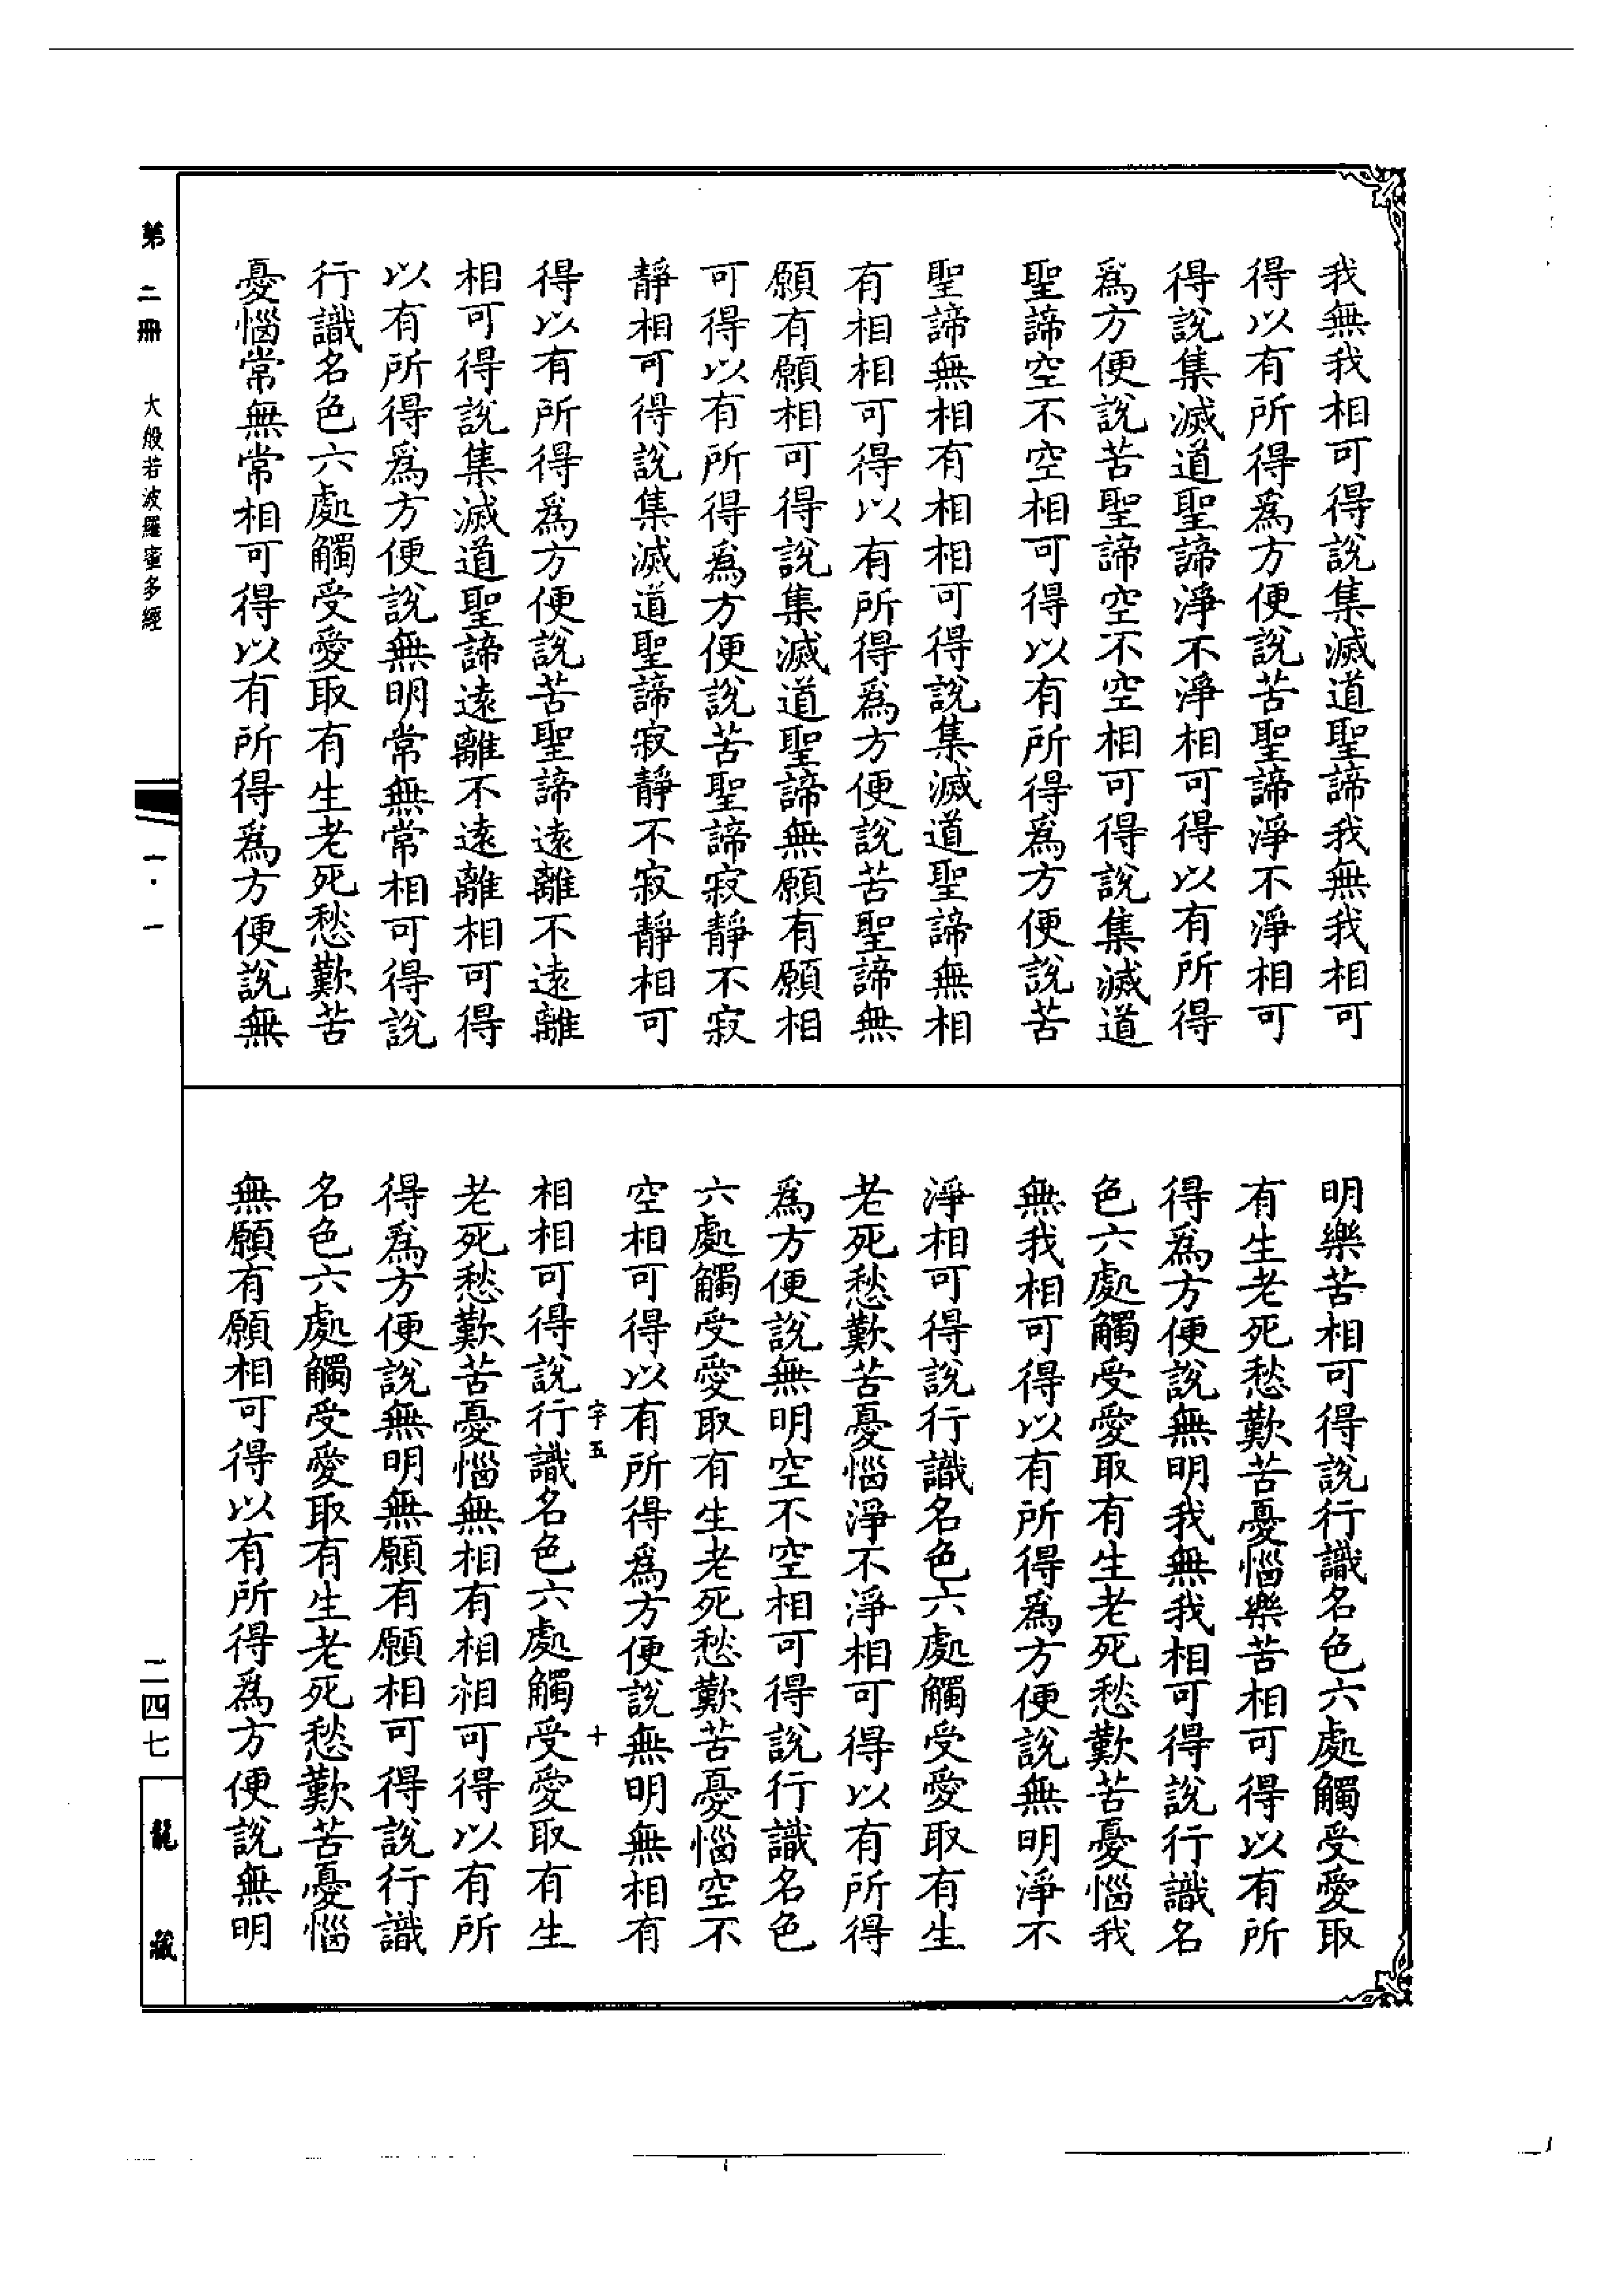 我無我相可得說集滅道聖諦我無我相可
得以有所得爲方便說苦聖諦淨不淨相可
得說集滅道聖諦淨不淨相可得以有所得
爲方便說苦聖諦空不空相可得說集滅道
聖諦空不空相可得以有所得爲方便說苦
聖諦無相有相相可得說集滅道聖諦無相
有相相可得以有所得爲方便說苦聖諦無
願有願相可得說集滅道聖諦無願有願相
可得以有所得爲方便說苦聖諦寂靜不寂
靜相可得說集滅道聖諦寂靜不寂靜相可
得以有所得爲方便說苦聖諦遠離不遠離
相可得說集滅道聖諦遠離不遠離相可得
以有所得爲方便說無明常無常相可得說
行識名色六處觸受愛取有生老死愁歎苦
憂惱常無常相可得以有所得爲方便說無
明樂苦相可得說行識名色六處觸受愛取
有生老死愁歎苦憂惱樂苦相可得以有所
得爲方便說無明我無我相可得說行識名
色六處觸受愛取有生老死愁歎苦憂惱我
無我相可得以有所得爲方便說無明淨不
淨相可得說行識名色六處觸受愛取有生
老死愁歎苦憂惱淨不淨相可得以有所得
爲方便說無明空不空相可得說行識名色
六處觸受愛取有生老死愁歎苦憂惱空不
空相可得以有所得爲方便說無明無相有
字五 十
相相可得說行識名色六處觸受愛取有生
老死愁歎苦憂惱無相有相相可得以有所
得爲方便說無明無願有願相可得說行識
名色六處觸受愛取有生老死愁歎苦憂惱
無願有願相可得以有所得爲方便說無明
第二冊 大般若波羅蜜多經 一·一 二四七 龍藏